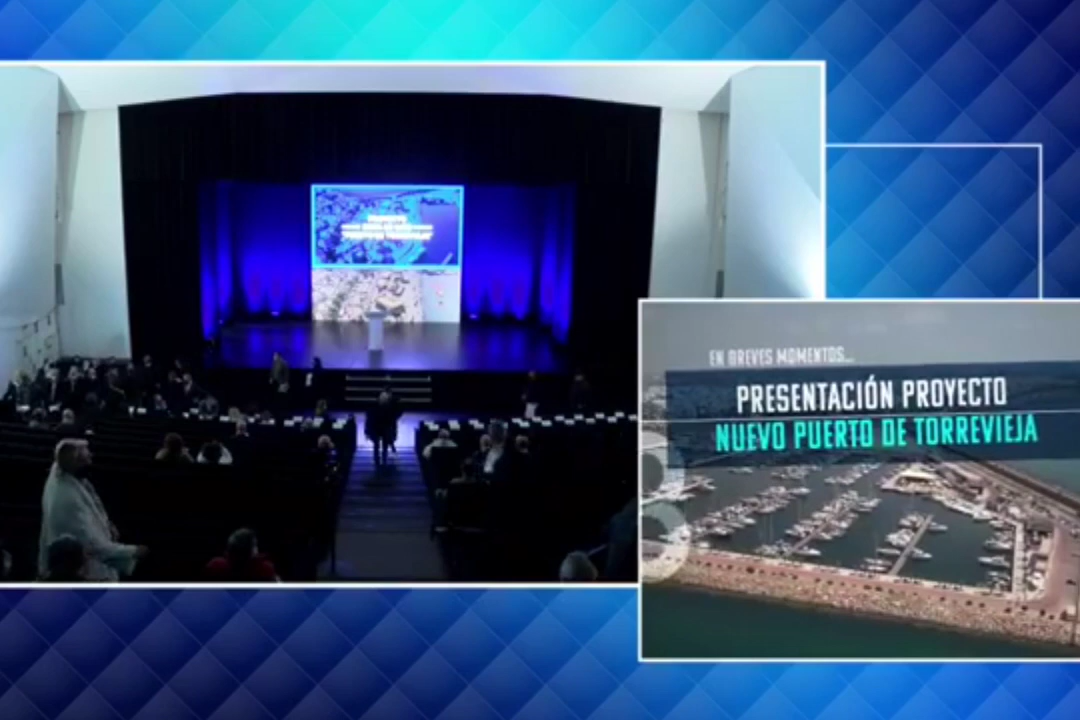 EN BREVES MOMENTOS...
PRESENTACIÓN PROYECTO
NUEVO PUERTO DE TORREVIEJA